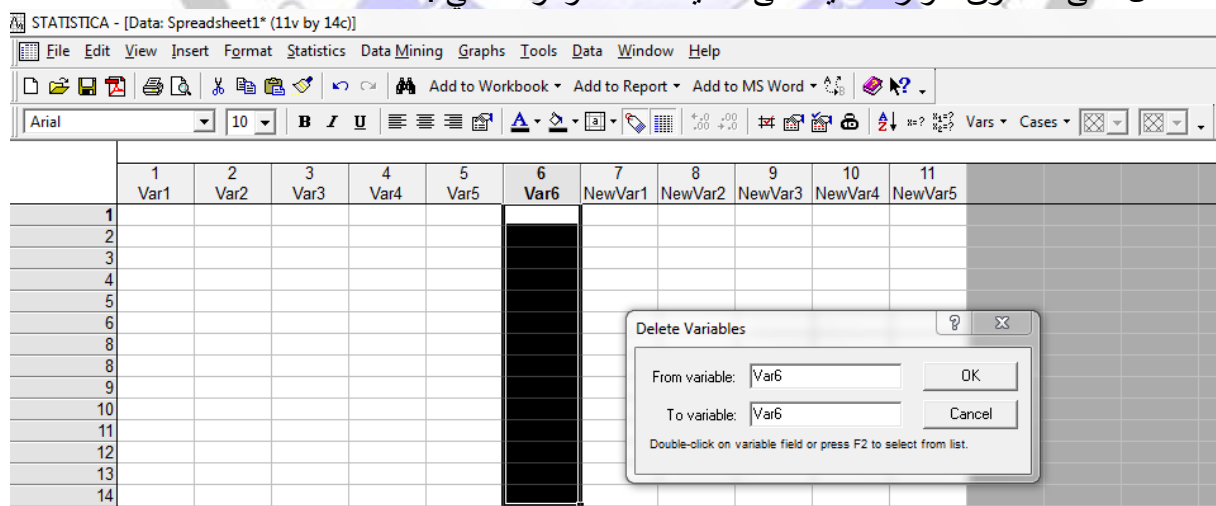 STATISTICA - [Data: Spreadsheet1* (11v by 14c)]
File Edit View Insert Format Statistics Data Mining Graphs Tools Data Window Help
Add to Workbook Add to Report Add to MS Word
Arial 10 B I U Vars Cases
1 2 3 4 5 6 7 8 9 10 11
Var1 Var2 Var3 Var4 Var5 Var6 NewVar1 NewVar2 NewVar3 NewVar4 NewVar5
1
2
3
4
5
6
8
8
9
10
11
12
13
14
Delete Variables
From variable: Var6 OK
To variable: Var6 Cancel
Double-click on variable field or press F2 to select from list.